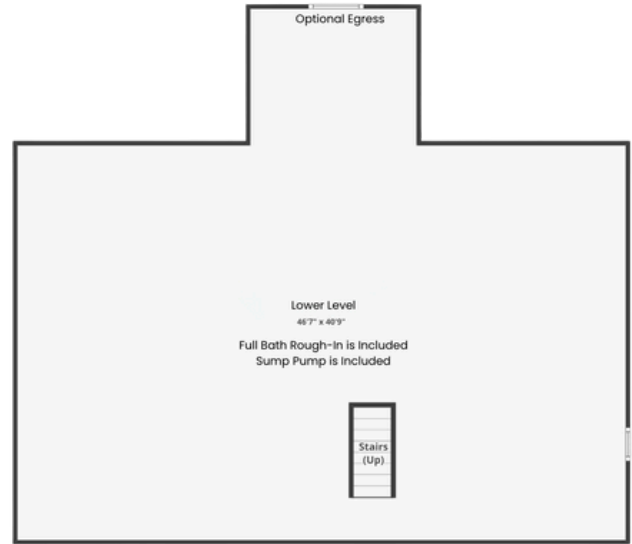 Optional Egress
Lower Level
46'7" x 40'9"
Full Bath Rough-In is Included
Sump Pump is Included
Stairs
(Up)